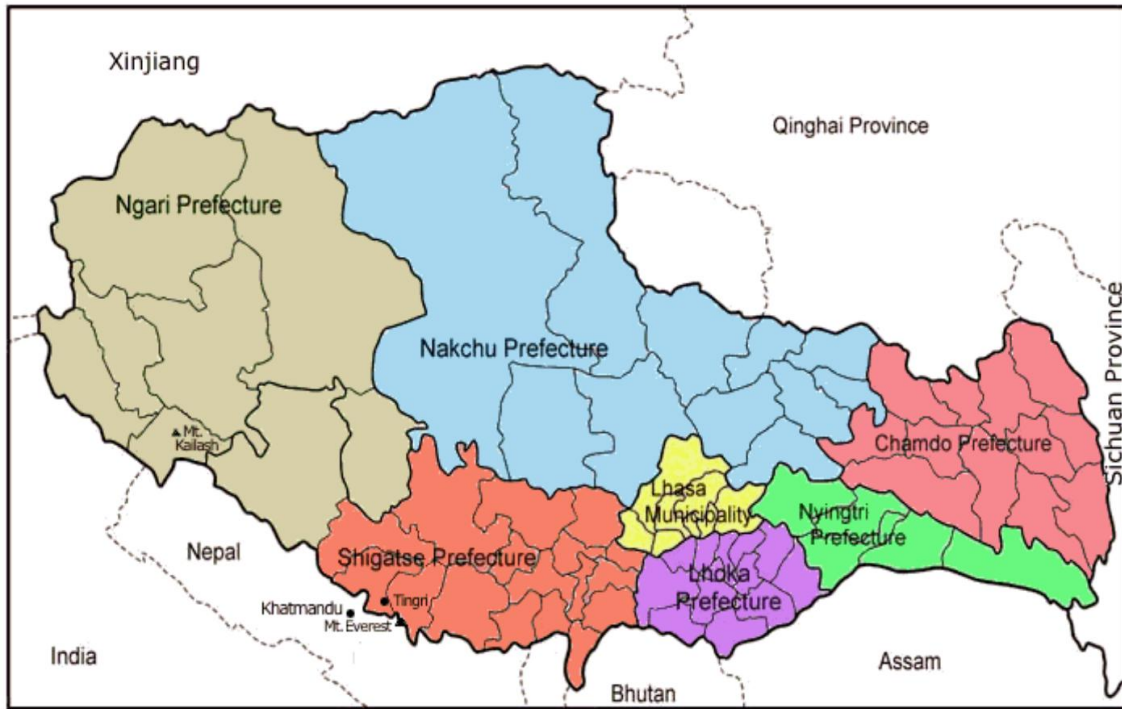 Xinjiang
Qinghai Province
Ngari Prefecture
Sichuan Province
Nakchu Prefecture
Mt.
Kailash
Chamdo Prefecture
Lhasa
Municipality
Nyingtri
Prefecture
Nepal
Shigatse Prefecture
Lhoka
Prefecture
Tingri
Khatmandu
Mt. Everest
India
Assam
Bhutan